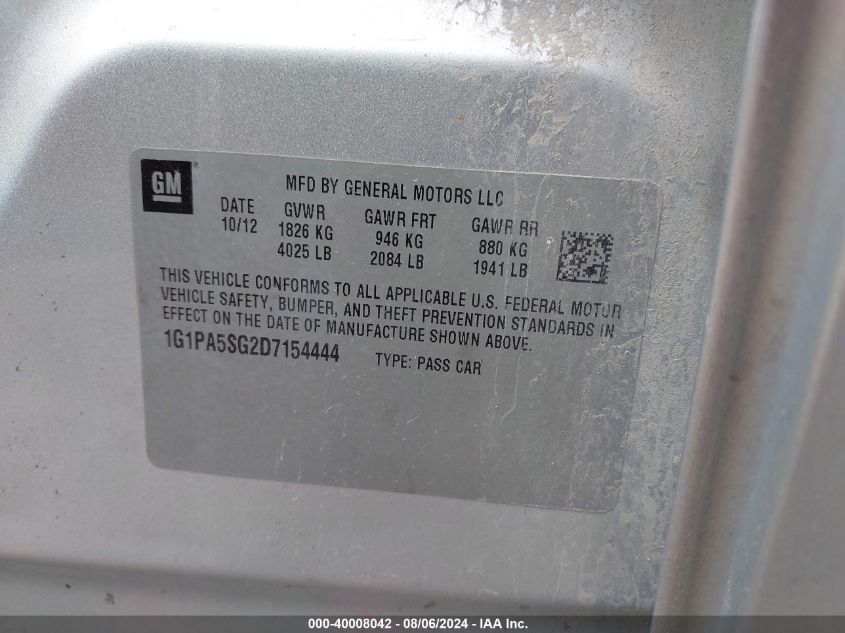 GM®
MFD BY GENERAL MOTORS LLC
DATE GVWR GAWR FRT GAWR RR
10/12 1826 KG 946 KG 880 KG
4025 LB 2084 LB 1941 LB
THIS VEHICLE CONFORMS TO ALL APPLICABLE U.S. FEDERAL MOTOR
VEHICLE SAFETY, BUMPER, AND THEFT PREVENTION STANDARDS IN
EFFECT ON THE DATE OF MANUFACTURE SHOWN ABOVE.
1G1PA5SG2D7154444 TYPE: PASS CAR
000-40008042 - 08/06/2024 - IAA Inc.